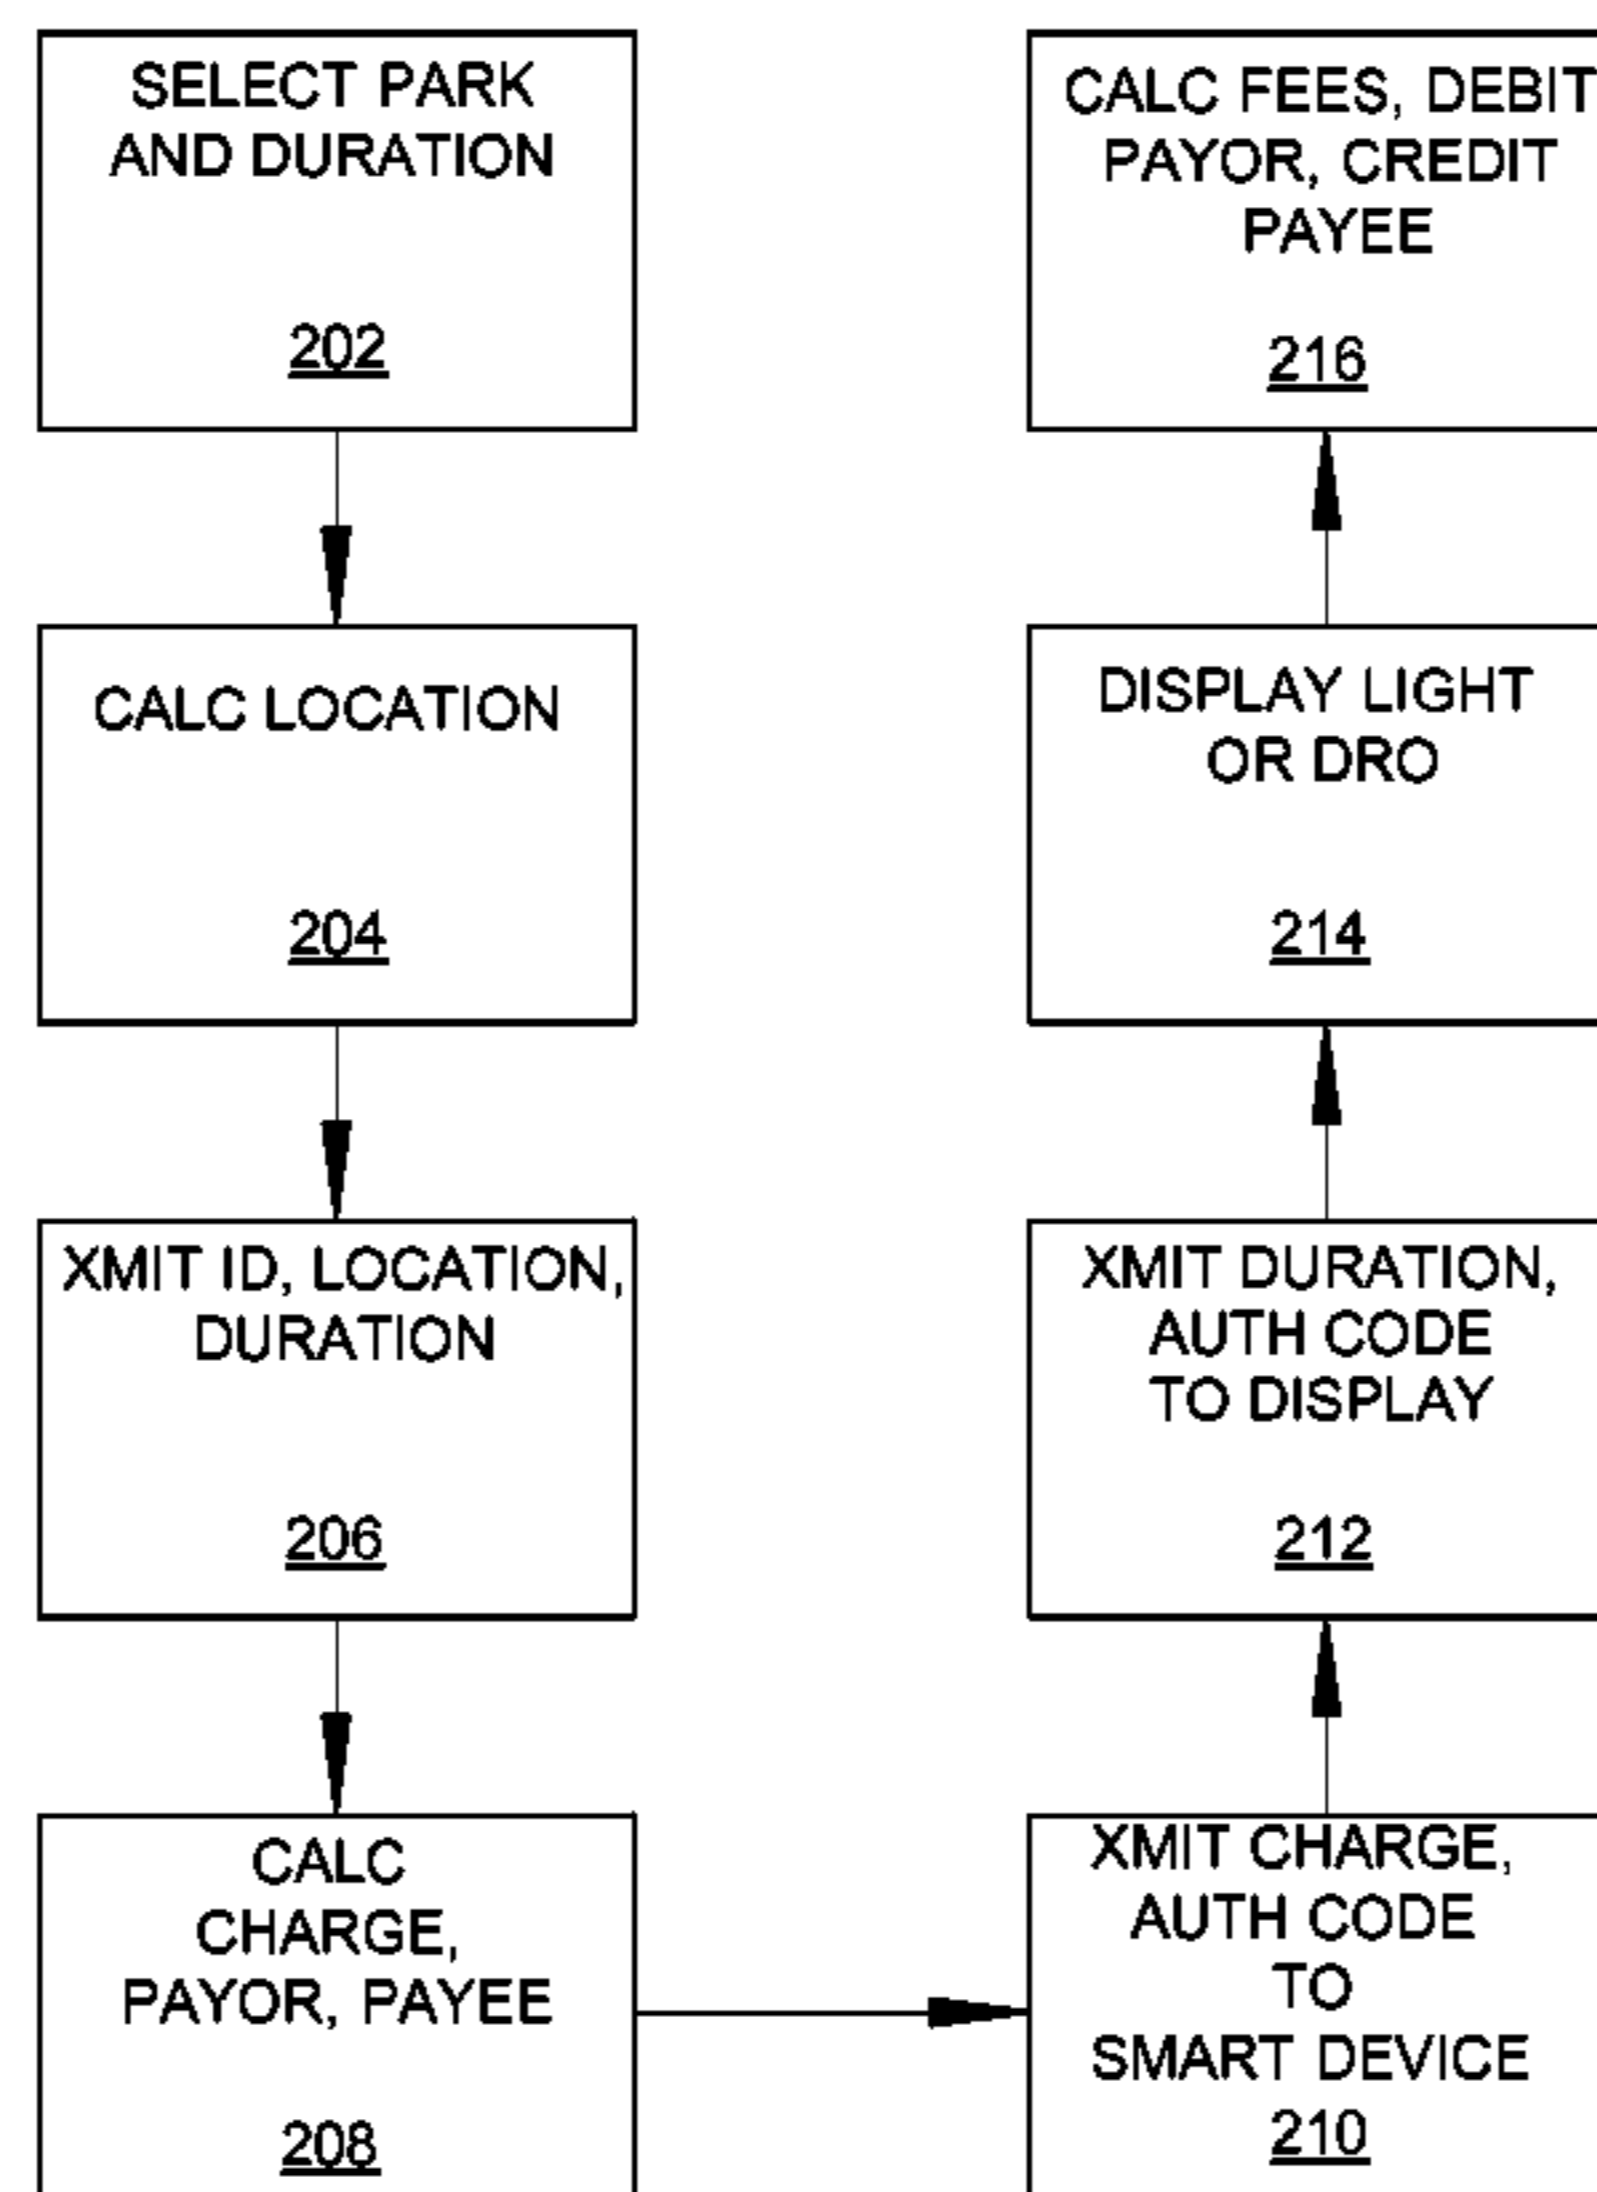 SELECT PARK
AND DURATION
202
CALC LOCATION
204
XMIT ID, LOCATION,
DURATION
206
CALC
CHARGE,
PAYOR, PAYEE
208
XMIT CHARGE,
AUTH CODE
TO
SMART DEVICE
210
XMIT DURATION,
AUTH CODE
TO DISPLAY
212
DISPLAY LIGHT
OR DRO
214
CALC FEES, DEBIT
PAYOR, CREDIT
PAYEE
216